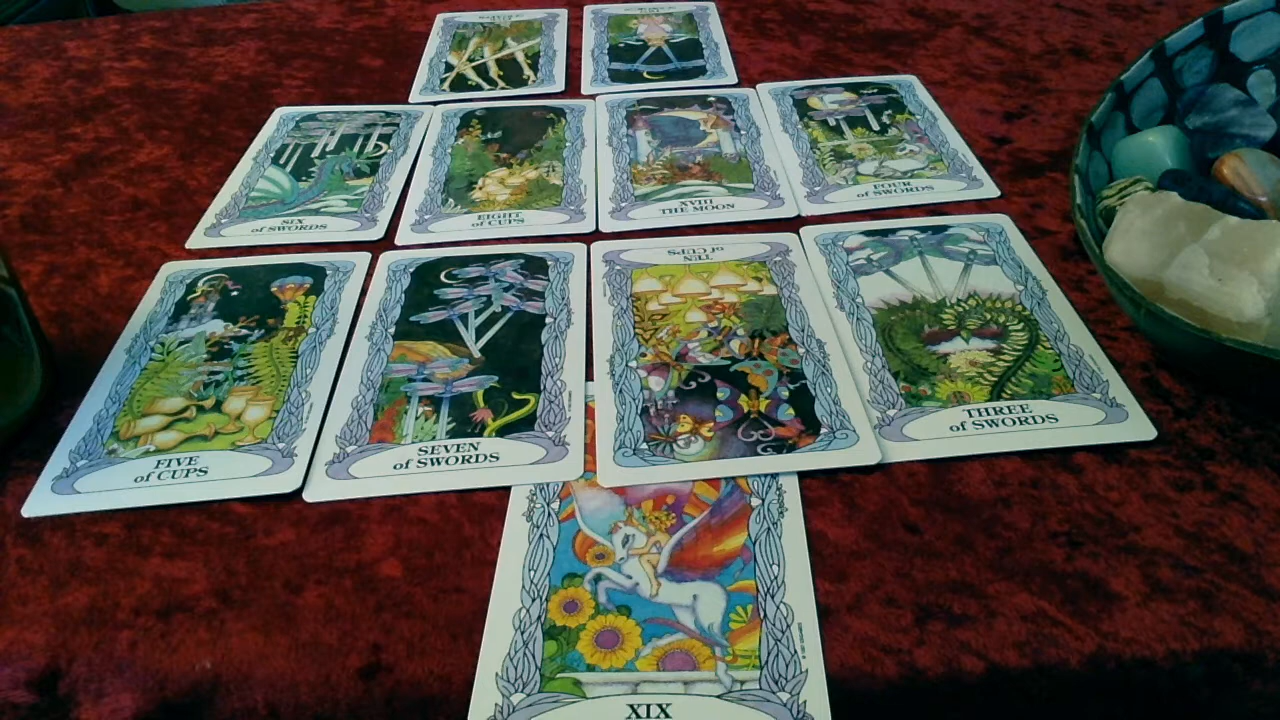 SIX
of SWORDS
EIGHT
of CUPS
XVIII
THE MOON
FOUR
of SWORDS
FIVE
of CUPS
SEVEN
of SWORDS
TEN
of CUPS
THREE
of SWORDS
XIX